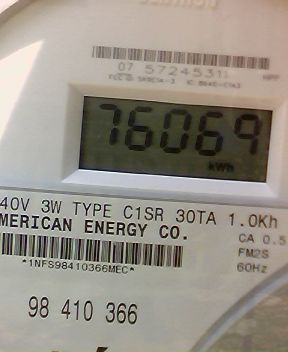 07 57245311
76069
kWh
40V 3W TYPE C1SR 30TA 1.0Kh
MERICAN ENERGY CO.
CA 0.5
FM2S
*1NFS98410366MEC*
60Hz
98 410 366